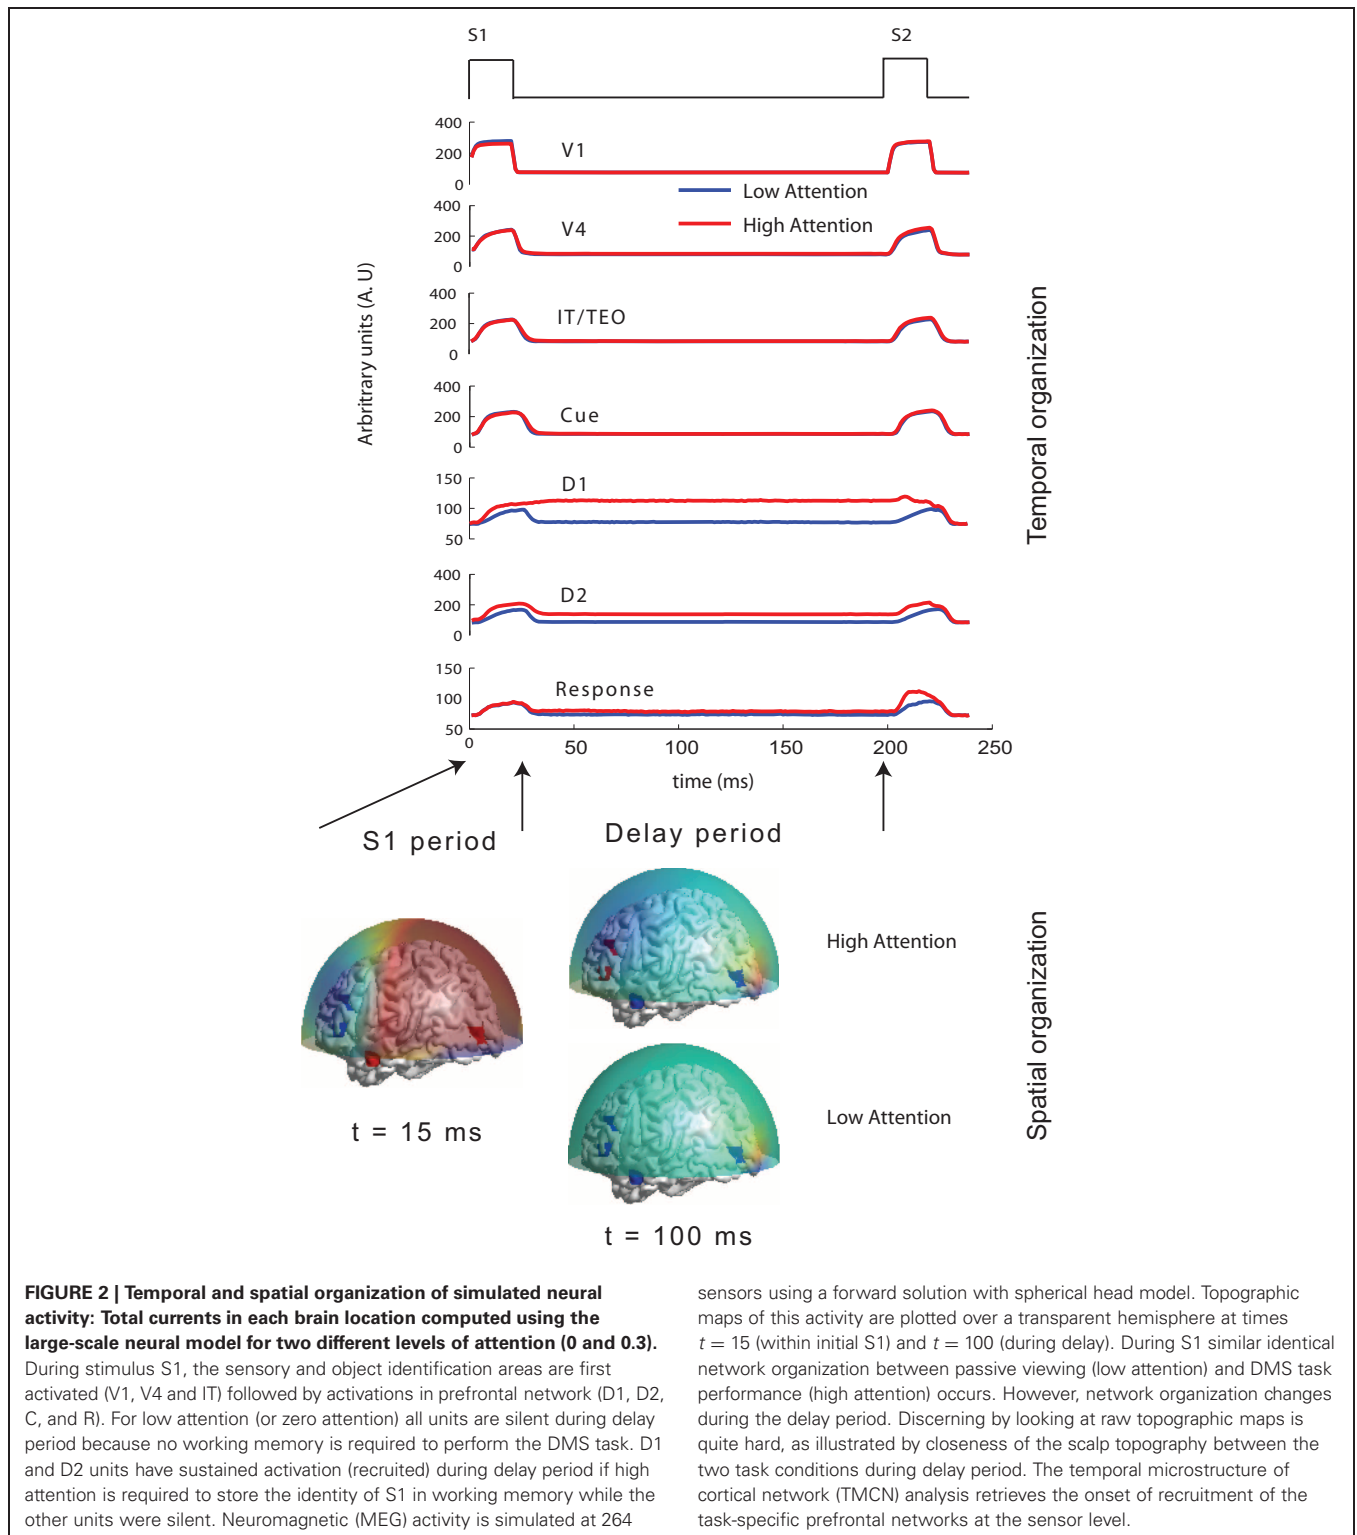 S1 S2
400
200
0
V1
Low Attention
400
200
0
V4
High Attention
Arbritrary units (A. U)
400
200
0
IT/TEO
400
200
0
Cue
150
100
50
D1
400
200
0
D2
150
100
50
Response
0 50 100 150 200 250
time (ms)
Temporal organization
S1 period
Delay period
High Attention
Low Attention
t = 15 ms
t = 100 ms
Spatial organization
FIGURE 2 | Temporal and spatial organization of simulated neural
activity: Total currents in each brain location computed using the
large-scale neural model for two different levels of attention (0 and 0.3).
During stimulus S1, the sensory and object identification areas are first
activated (V1, V4 and IT) followed by activations in prefrontal network (D1, D2,
C, and R). For low attention (or zero attention) all units are silent during delay
period because no working memory is required to perform the DMS task. D1
and D2 units have sustained activation (recruited) during delay period if high
attention is required to store the identity of S1 in working memory while the
other units were silent. Neuromagnetic (MEG) activity is simulated at 264
sensors using a forward solution with spherical head model. Topographic
maps of this activity are plotted over a transparent hemisphere at times
t = 15 (within initial S1) and t = 100 (during delay). During S1 similar identical
network organization between passive viewing (low attention) and DMS task
performance (high attention) occurs. However, network organization changes
during the delay period. Discerning by looking at raw topographic maps is
quite hard, as illustrated by closeness of the scalp topography between the
two task conditions during delay period. The temporal microstructure of
cortical network (TMCN) analysis retrieves the onset of recruitment of the
task-specific prefrontal networks at the sensor level.